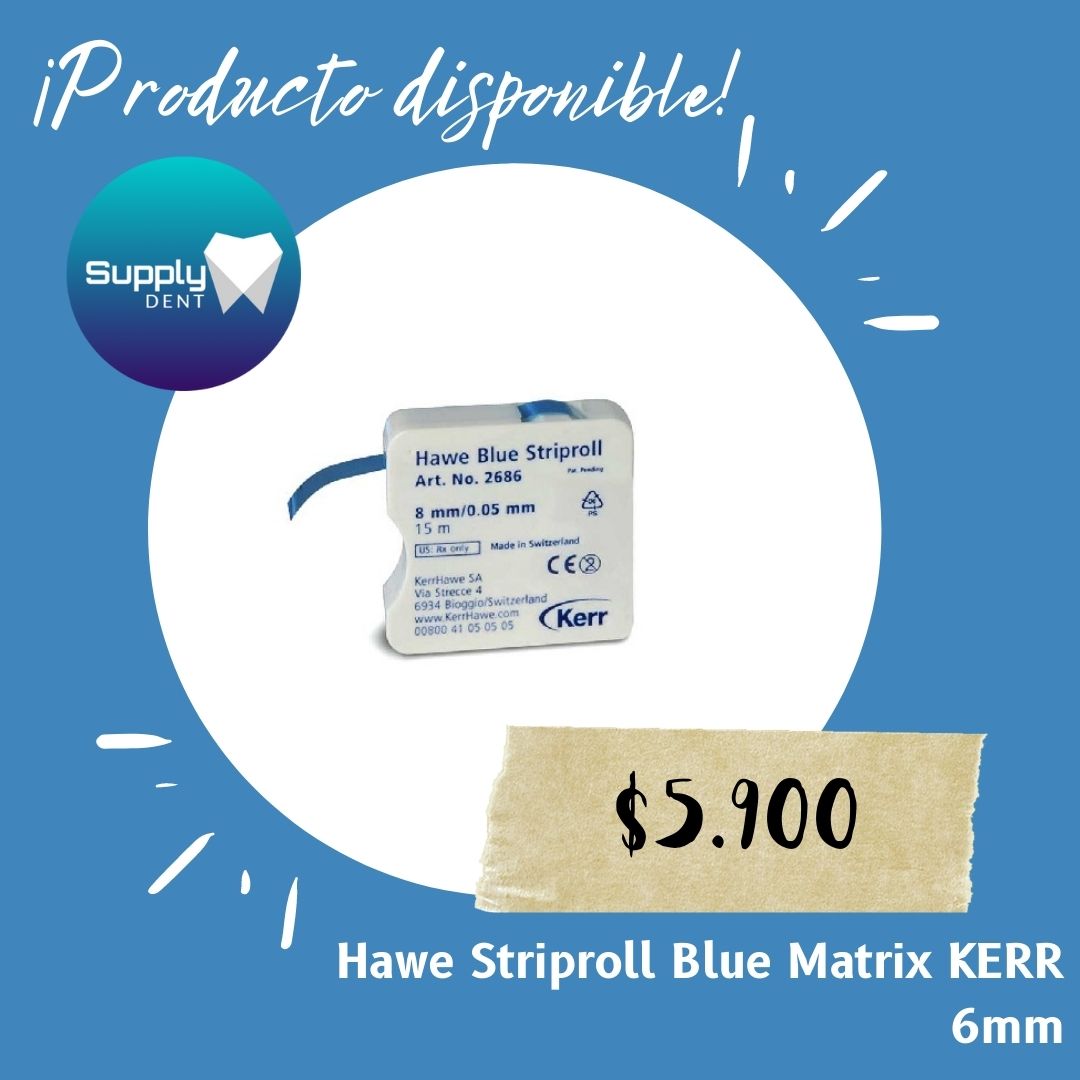 ¡Producto disponible!
Supply
DENT
Hawe Blue Striproll
Art. No. 2686
Pat. Pending
8 mm/0.05 mm
15 m
PS
US: Rx only
Made in Switzerland
CE
KerrHawe SA
Via Strecce 4
6934 Bioggio/Switzerland
www.KerrHawe.com
00800 41 05 05 05
Kerr
$5.900
Hawe Striproll Blue Matrix KERR
6mm